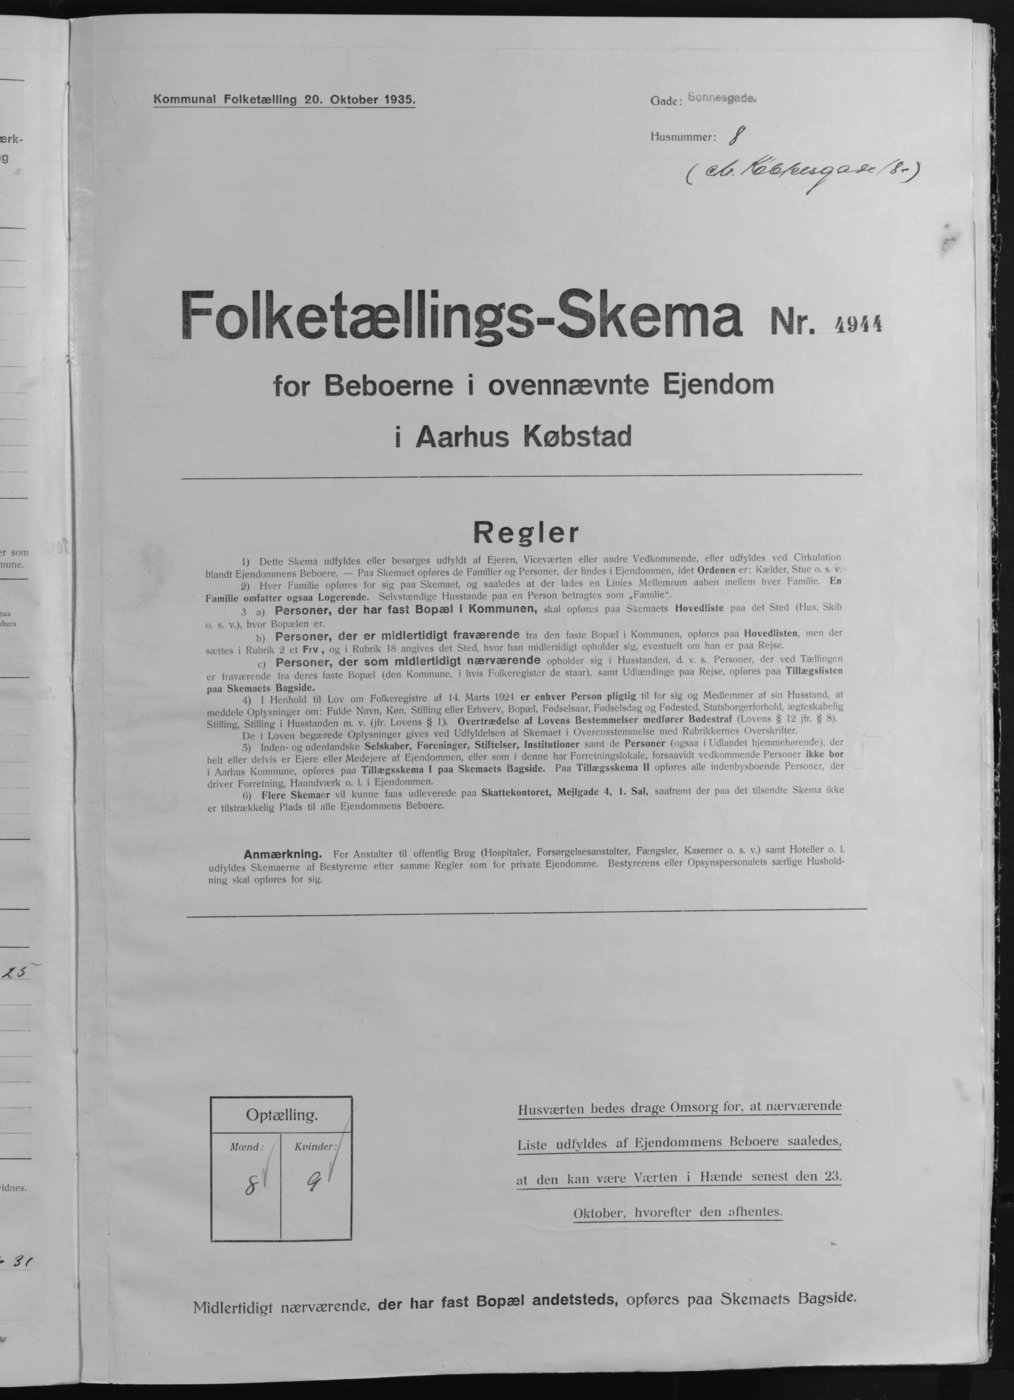 Kommunal Folketælling 20. Oktober 1935.
Gade: Sonnesgade.
Husnummer: 8
Folketællings-Skema Nr. 4944
for Beboerne i ovennævnte Ejendom
i Aarhus Købstad
Regler
1) Dette Skema udfyldes eller besørges udfyldt af Ejeren, Viceværten eller andre Vedkommende, eller udfyldes ved Cirkulation
blandt Ejendommens Beboere. — Paa Skemaet opføres de Familier og Personer, der findes i Ejendommen, idet Ordenen er: Kælder, Stue o. s. v.
2) Hver Familie opføres for sig paa Skemaet, og saaledes at der lades en Linies Mellemrum aaben mellem hver Familie. En
Familie omfatter ogsaa Logerende. Selvstændige Husstande paa en Person betragtes som „Familie“.
3 a) Personer, der har fast Bopæl i Kommunen, skal opføres paa Skemaets Hovedliste paa det Sted (Hus, Skib
o. s. v.), hvor Bopælen er.
b) Personer, der er midlertidigt fraværende fra den faste Bopæl i Kommunen, opføres paa Hovedlisten, men der
sættes i Rubrik 2 et Frv, og i Rubrik 18 angives det Sted, hvor han midlertidigt opholder sig, eventuelt om han er paa Rejse.
c) Personer, der som midlertidigt nærværende opholder sig i Husstanden, d. v. s. Personer, der ved Tællingen
er fraværende fra deres faste Bopæl (den Kommune, i hvis Folkeregister de staar), samt Udlændinge paa Rejse, opføres paa Tillægslisten
paa Skemaets Bagside.
4) I Henhold til Lov om Folkeregistre af 14. Marts 1924 er enhver Person pligtig til for sig og Medlemmer af sin Husstand, at
meddele Oplysninger om: Fulde Navn, Køn, Stilling eller Erhverv, Bopæl, Fødselsaar, Fødselsdag og Fødested, Statsborgerforhold, ægteskabelig
Stilling, Stilling i Husstanden m. v. (jfr. Lovens § 1). Overtrædelse af Lovens Bestemmelser medfører Bødestraf (Lovens § 12 jfr. § 8).
De i Loven begærede Oplysninger gives ved Udfyldelsen af Skemaet i Overensstemmelse med Rubrikkernes Overskrifter.
5) Inden- og udenlandske Selskaber, Foreninger, Stiftelser, Institutioner samt de Personer (ogsaa i Udlandet hjemmehørende), der
helt eller delvis er Ejere eller Medejere af Ejendommen, eller som i denne har Forretningslokale, forsaavidt vedkommende Personer ikke bor
i Aarhus Kommune, opføres paa Tillægsskema I paa Skemaets Bagside. Paa Tillægsskema II opføres alle indenbysboende Personer, der
driver Forretning, Haandværk o. l. i Ejendommen.
6) Flere Skemaer vil kunne faas udleverede paa Skattekontoret, Mejlgade 4, 1. Sal, saafremt der paa det tilsendte Skema ikke
er tilstrækkelig Plads til alle Ejendommens Beboere.
Anmærkning. For Anstalter til offentlig Brug (Hospitaler, Forsørgelsesanstalter, Fængsler, Kaserner o. s. v.) samt Hoteller o. l.
udfyldes Skemaerne af Bestyrerne efter samme Regler som for private Ejendomme. Bestyrerens eller Opsynspersonalets særlige Hushold-
ning skal opføres for sig.
Optælling.
Mænd: Kvinder:
8 9
Husværten bedes drage Omsorg for, at nærværende
Liste udfyldes af Ejendommens Beboere saaledes,
at den kan være Værten i Hænde senest den 23.
Oktober, hvorefter den afhentes.
Midlertidigt nærværende, der har fast Bopæl andetsteds, opføres paa Skemaets Bagside.
25
31